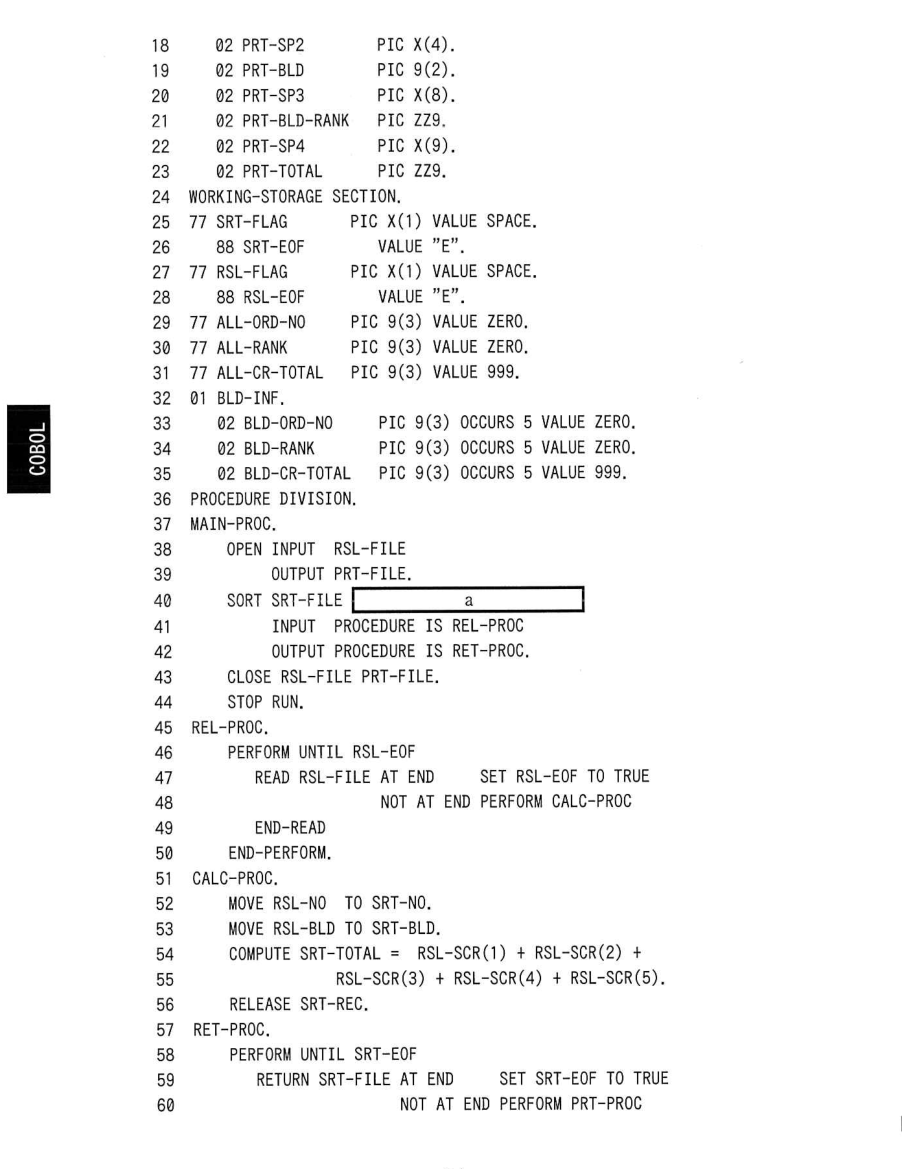 18 02 PRT-SP2 PIC X(4).
19 02 PRT-BLD PIC 9(2).
20 02 PRT-SP3 PIC X(8).
21 02 PRT-BLD-RANK PIC ZZ9.
22 02 PRT-SP4 PIC X(9).
23 02 PRT-TOTAL PIC ZZ9.
24 WORKING-STORAGE SECTION.
25 77 SRT-FLAG PIC X(1) VALUE SPACE.
26 88 SRT-EOF VALUE ”E”.
27 77 RSL-FLAG PIC X(1) VALUE SPACE.
28 88 RSL-EOF VALUE ”E”.
29 77 ALL-ORD-NO PIC 9(3) VALUE ZERO.
30 77 ALL-RANK PIC 9(3) VALUE ZERO.
31 77 ALL-CR-TOTAL PIC 9(3) VALUE 999.
32 01 BLD-INF.
33 02 BLD-ORD-NO PIC 9(3) OCCURS 5 VALUE ZERO.
34 02 BLD-RANK PIC 9(3) OCCURS 5 VALUE ZERO.
35 02 BLD-CR-TOTAL PIC 9(3) OCCURS 5 VALUE 999.
COBOL
36 PROCEDURE DIVISION.
37 MAIN-PROC.
38 OPEN INPUT RSL-FILE
39 OUTPUT PRT-FILE.
40 SORT SRT-FILE a
41 INPUT PROCEDURE IS REL-PROC
42 OUTPUT PROCEDURE IS RET-PROC.
43 CLOSE RSL-FILE PRT-FILE.
44 STOP RUN.
45 REL-PROC.
46 PERFORM UNTIL RSL-EOF
47 READ RSL-FILE AT END SET RSL-EOF TO TRUE
48 NOT AT END PERFORM CALC-PROC
49 END-READ
50 END-PERFORM.
51 CALC-PROC.
52 MOVE RSL-NO TO SRT-NO.
53 MOVE RSL-BLD TO SRT-BLD.
54 COMPUTE SRT-TOTAL = RSL-SCR(1) + RSL-SCR(2) +
55 RSL-SCR(3) + RSL-SCR(4) + RSL-SCR(5).
56 RELEASE SRT-REC.
57 RET-PROC.
58 PERFORM UNTIL SRT-EOF
59 RETURN SRT-FILE AT END SET SRT-EOF TO TRUE
60 NOT AT END PERFORM PRT-PROC